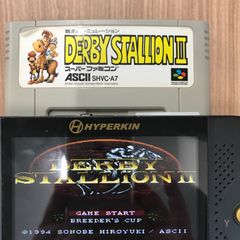 DERBY STALLION II
スーパーファミコン
ASCII SHVC-A7
HYPERKIN
DERBY
STALLION II
GAME START
BREEDER'S CUP
©1994 SONOBE HIROYUKI / ASCII
Y